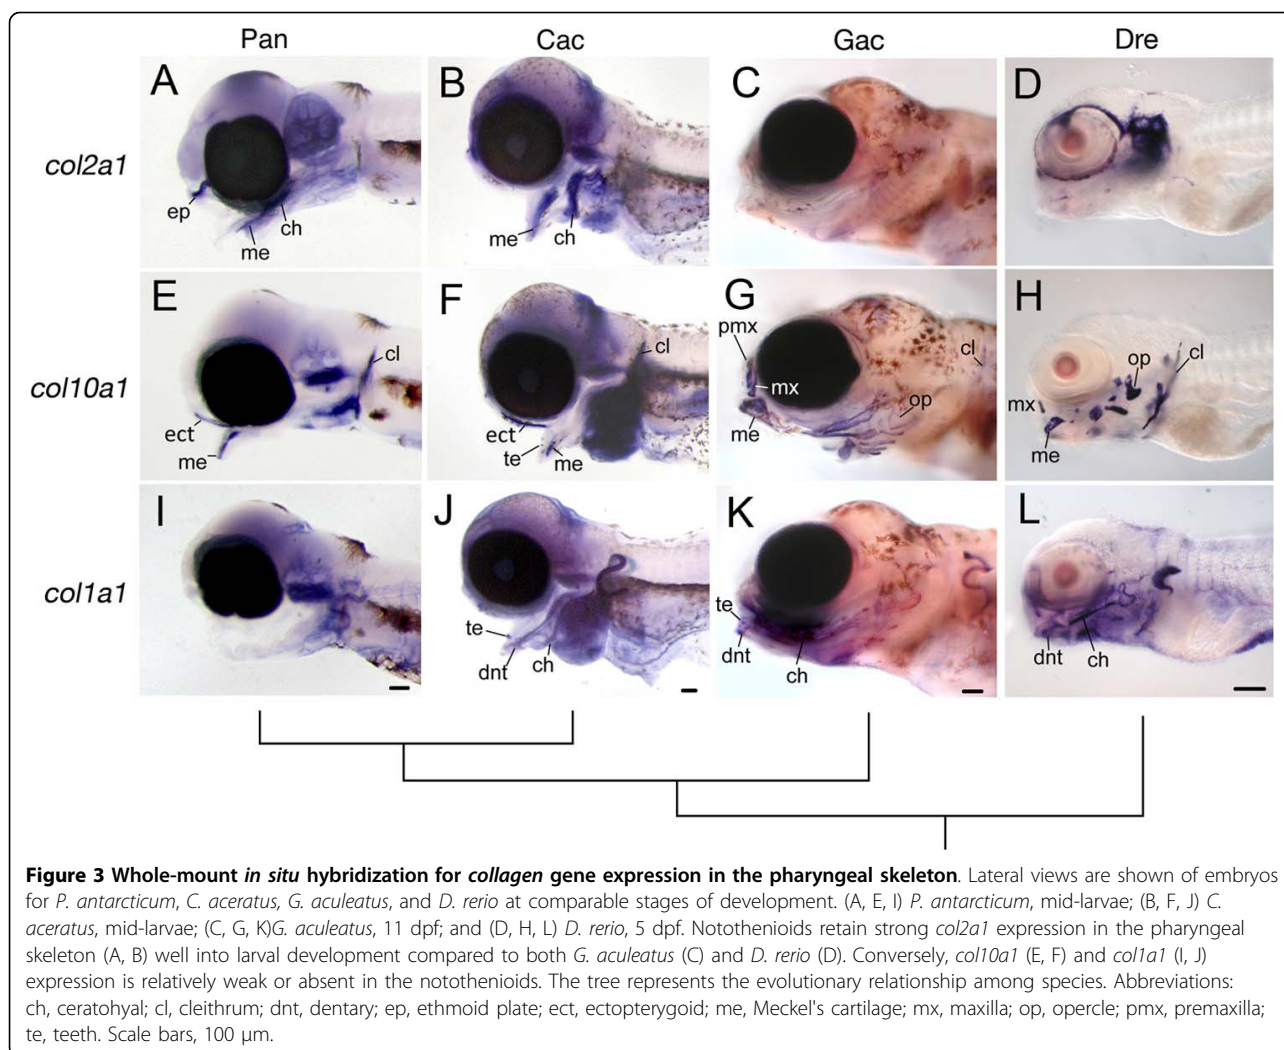 Pan Cac Gac Dre
A B C D
col2a1
ep me ch me ch
E F G H
pmx
cl cl cl op cl
col10a1
mx op mx
ect me ect te me me me
I J K L
col1a1
te te
dnt ch dnt ch dnt ch
Figure 3 Whole-mount in situ hybridization for collagen gene expression in the pharyngeal skeleton. Lateral views are shown of embryos
for P. antarcticum, C. aceratus, G. aculeatus, and D. rerio at comparable stages of development. (A, E, I) P. antarcticum, mid-larvae; (B, F, J) C.
aceratus, mid-larvae; (C, G, K)G. aculeatus, 11 dpf; and (D, H, L) D. rerio, 5 dpf. Notothenioids retain strong col2a1 expression in the pharyngeal
skeleton (A, B) well into larval development compared to both G. aculeatus (C) and D. rerio (D). Conversely, col10a1 (E, F) and col1a1 (I, J)
expression is relatively weak or absent in the notothenioids. The tree represents the evolutionary relationship among species. Abbreviations:
ch, ceratohyal; cl, cleithrum; dnt, dentary; ep, ethmoid plate; ect, ectopterygoid; me, Meckel's cartilage; mx, maxilla; op, opercle; pmx, premaxilla;
te, teeth. Scale bars, 100 μm.